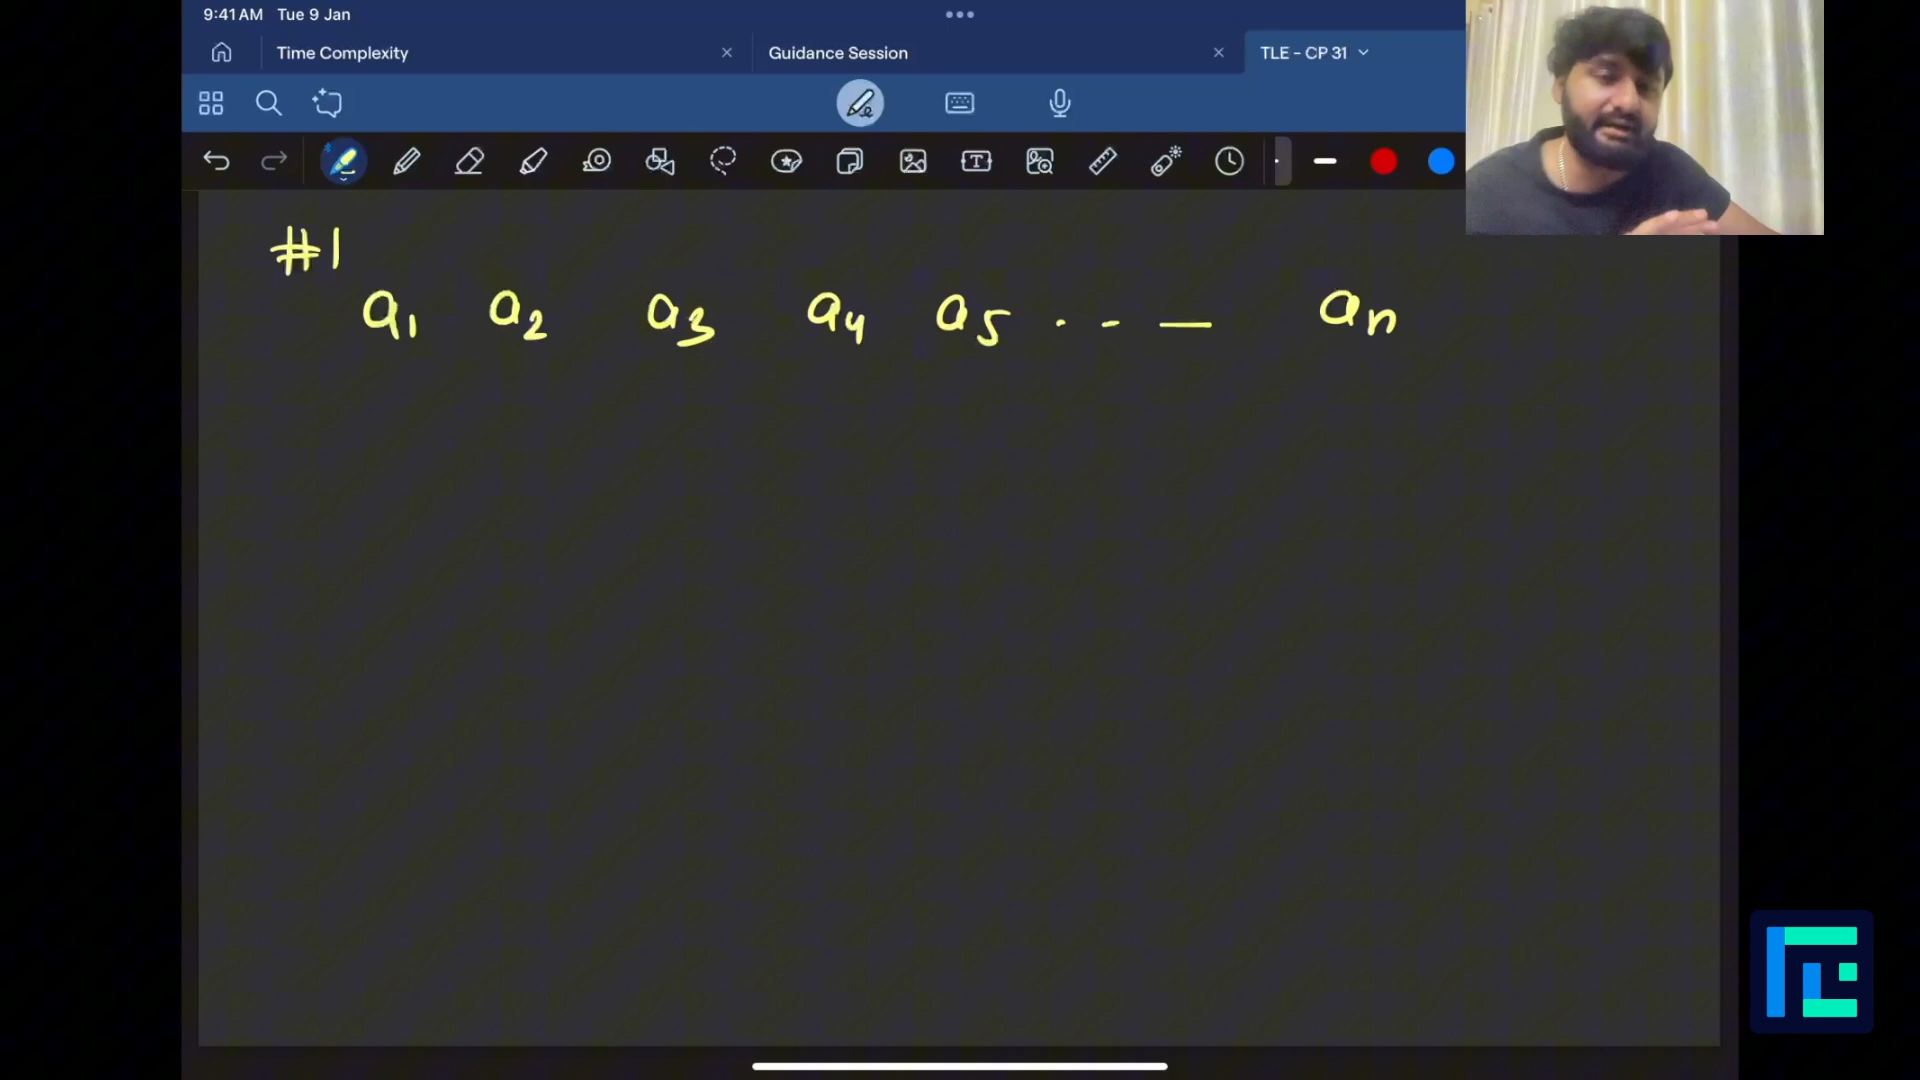 9:41 AM Tue 9 Jan
Time Complexity Guidance Session TLE - CP 31
#1
a₁ a₂ a₃ a₄ a₅ . . - — aₙ